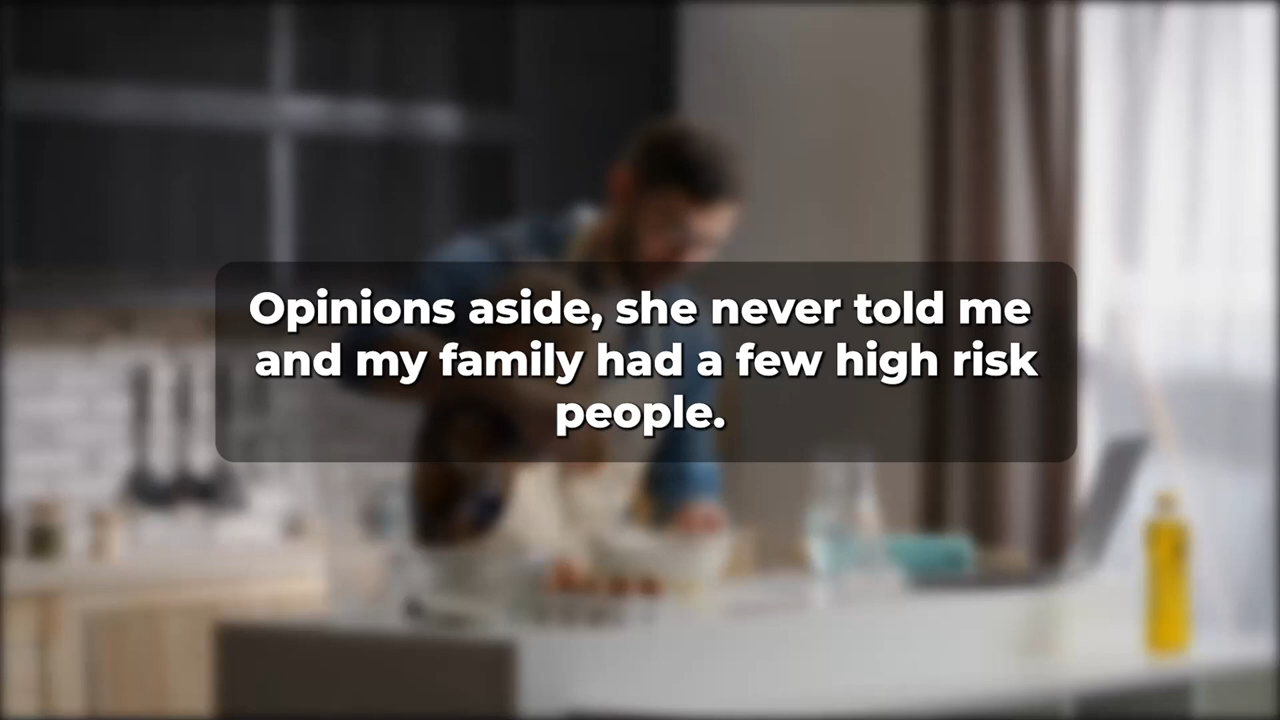 Opinions aside, she never told me
and my family had a few high risk
people.